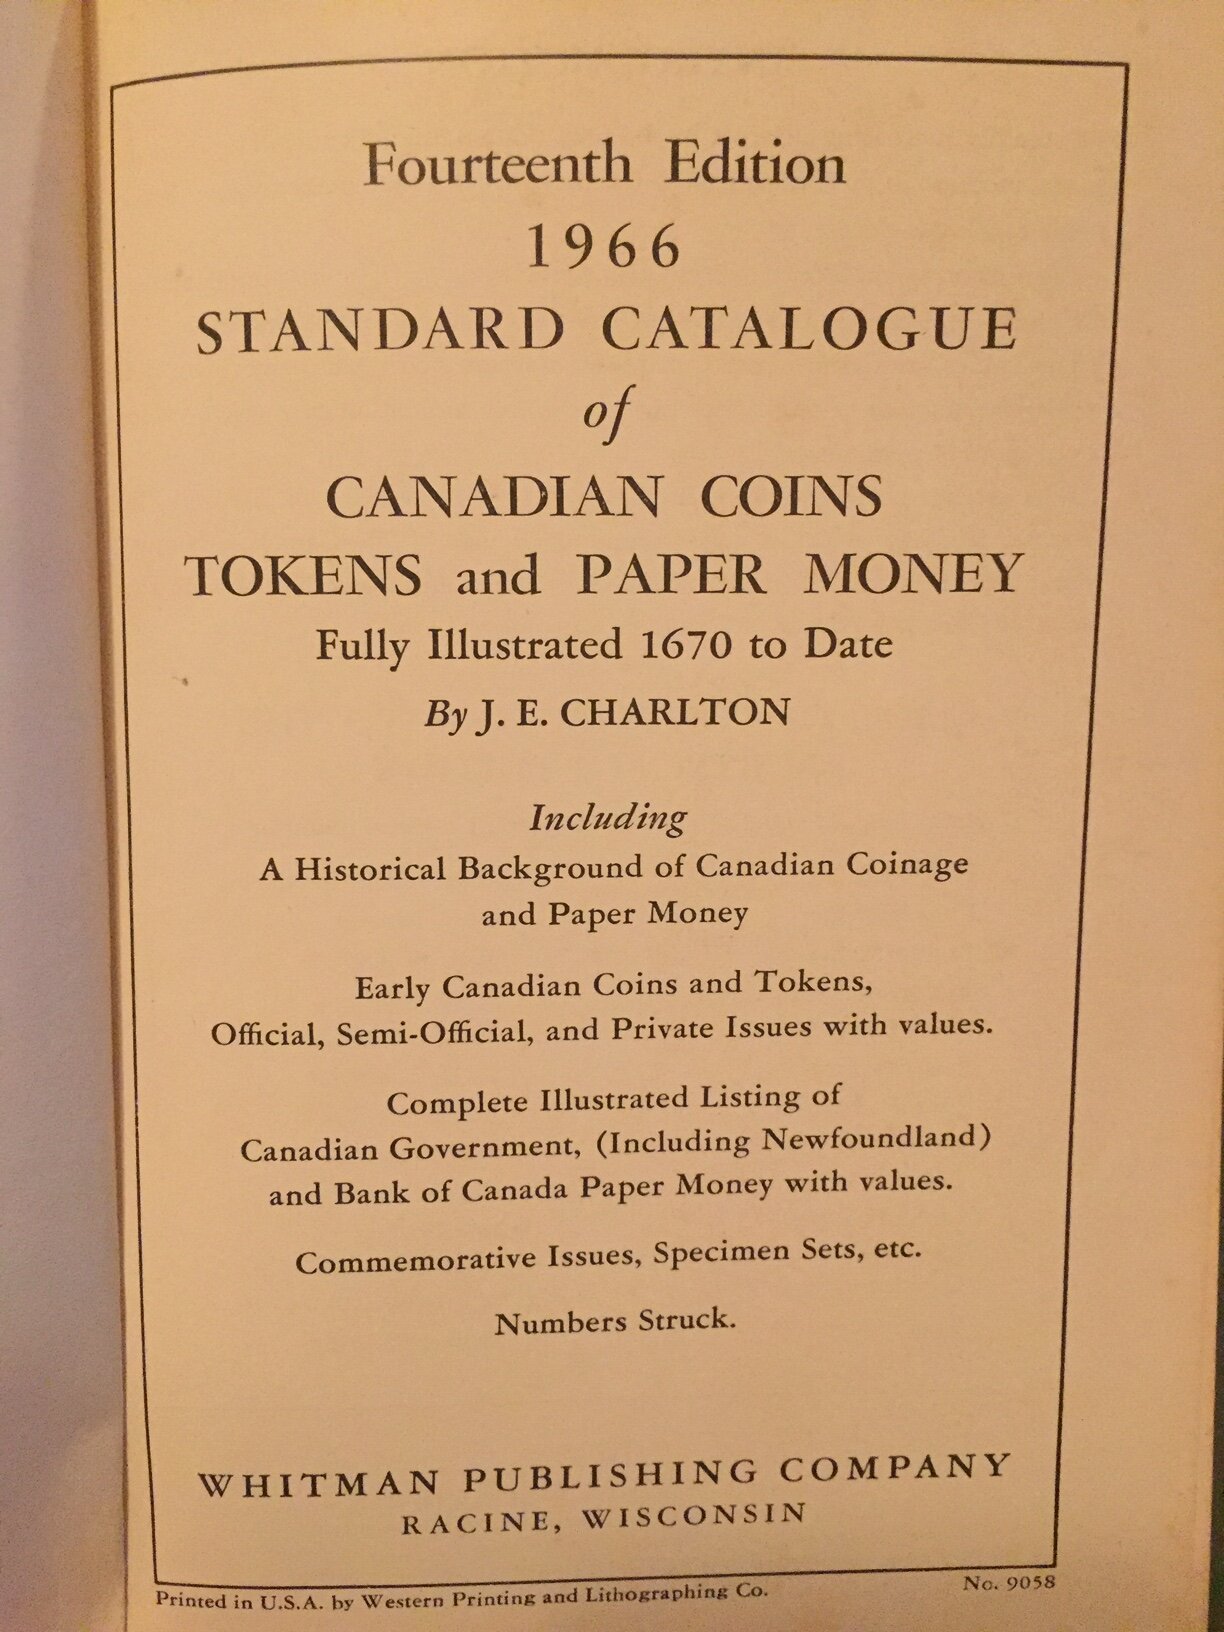 Fourteenth Edition
1966
STANDARD CATALOGUE
of
CANADIAN COINS
TOKENS and PAPER MONEY
Fully Illustrated 1670 to Date
By J. E. CHARLTON
Including
A Historical Background of Canadian Coinage
and Paper Money
Early Canadian Coins and Tokens,
Official, Semi-Official, and Private Issues with values.
Complete Illustrated Listing of
Canadian Government, (Including Newfoundland)
and Bank of Canada Paper Money with values.
Commemorative Issues, Specimen Sets, etc.
Numbers Struck.
WHITMAN PUBLISHING COMPANY
RACINE, WISCONSIN
Printed in U.S.A. by Western Printing and Lithographing Co.
No. 9058